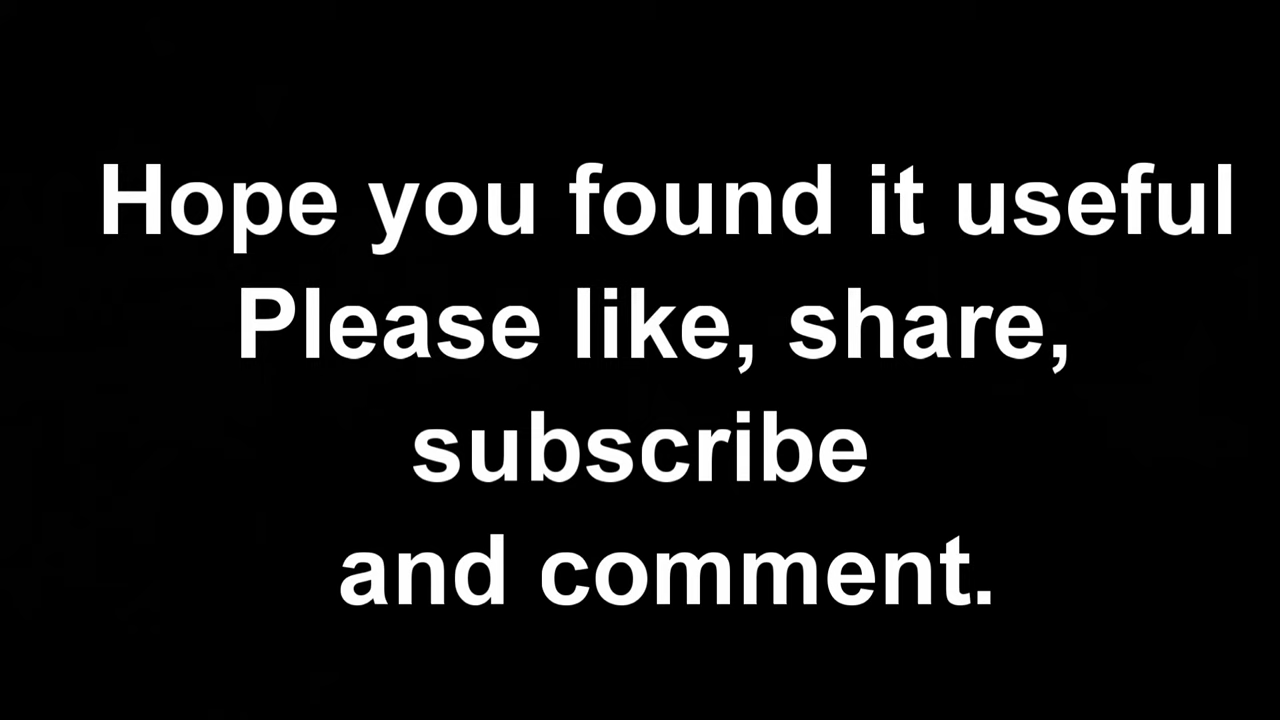 Hope you found it useful
Please like, share,
subscribe
and comment.